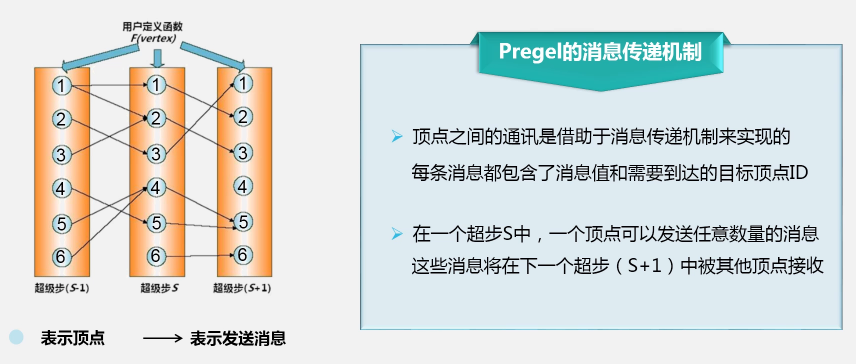 用户定义函数
F(vertex)
1 1 1
2 2 2
3 3 3
4 4 4
5 5 5
6 6 6
超级步(S-1) 超级步S 超级步(S+1)
表示顶点 表示发送消息
Pregel的消息传递机制
顶点之间的通讯是借助于消息传递机制来实现的
每条消息都包含了消息值和需要到达的目标顶点ID
在一个超步S中，一个顶点可以发送任意数量的消息
这些消息将在下一个超步（S+1）中被其他顶点接收